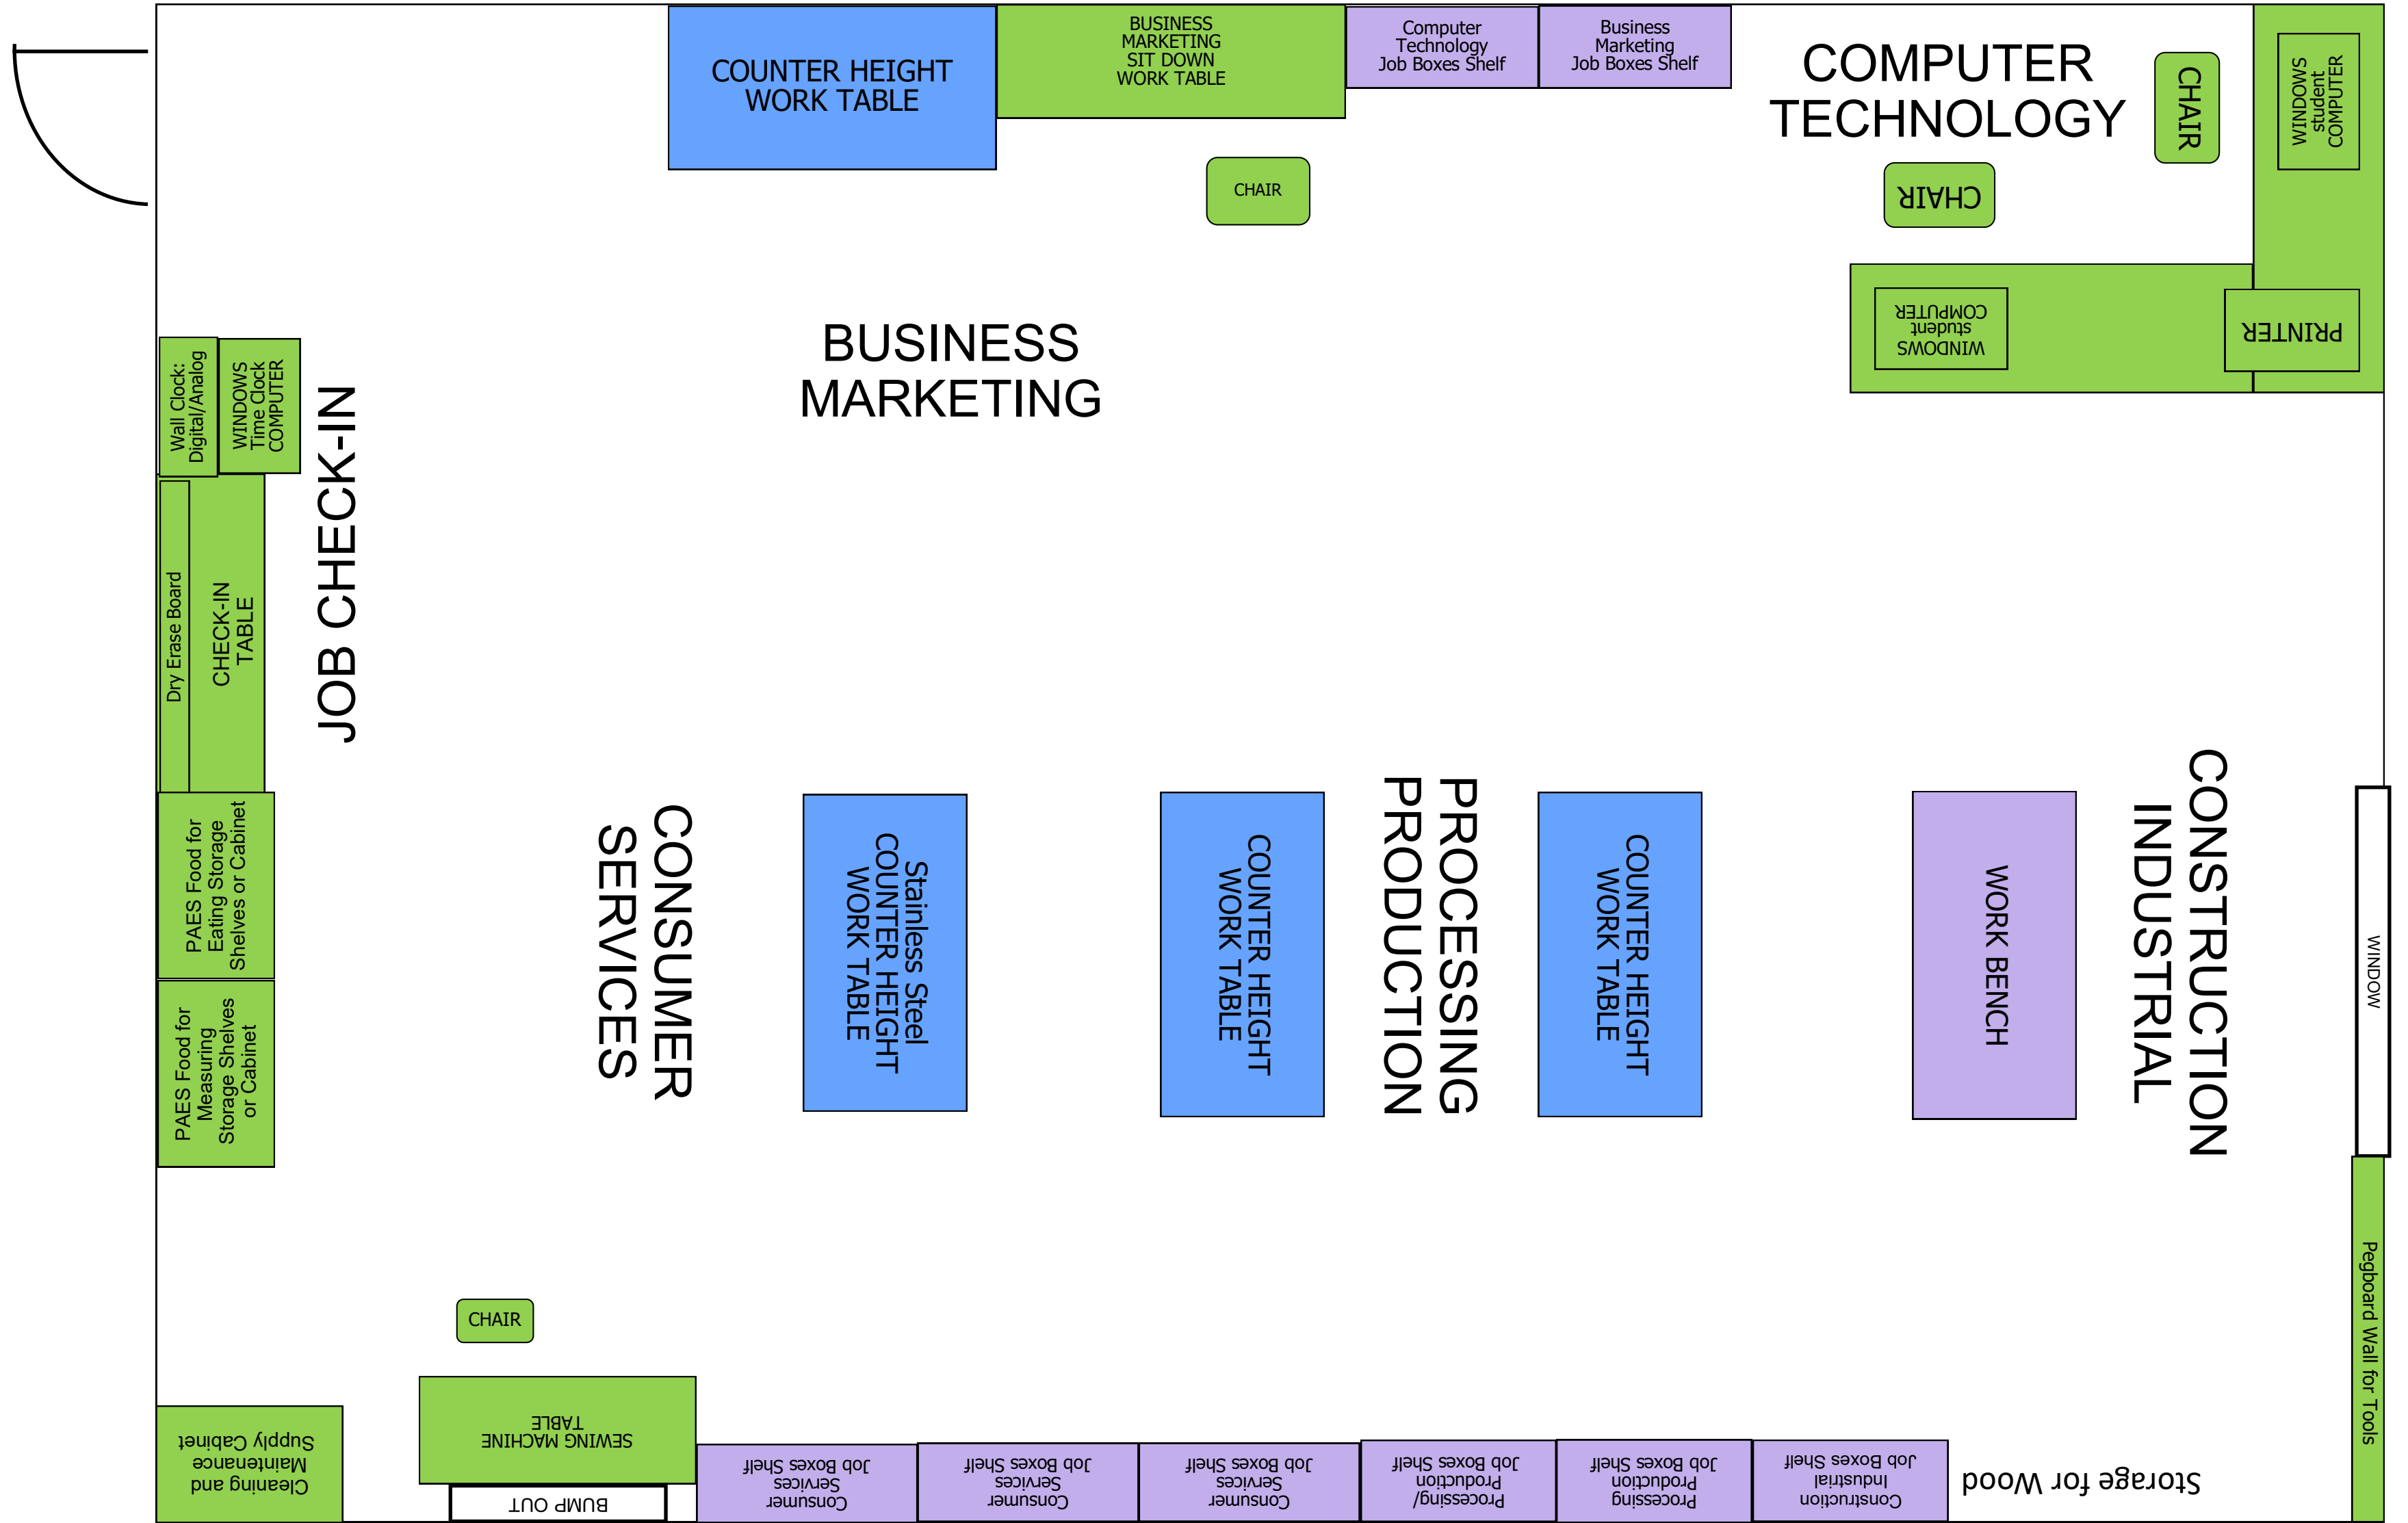 COUNTER HEIGHT
WORK TABLE
BUSINESS
MARKETING
SIT DOWN
WORK TABLE
Computer
Technology
Job Boxes Shelf
Business
Marketing
Job Boxes Shelf
COMPUTER
TECHNOLOGY
CHAIR
WINDOWS
student
COMPUTER
CHAIR
CHAIR
WINDOWS
student
COMPUTER
PRINTER
BUSINESS
MARKETING
Wall Clock:
Digital/Analog
WINDOWS
Time Clock
COMPUTER
JOB CHECK-IN
Dry Erase Board
CHECK-IN
TABLE
PAES Food for
Eating Storage
Shelves or Cabinet
PAES Food for
Measuring
Storage Shelves
or Cabinet
CONSUMER
SERVICES
Stainless Steel
COUNTER HEIGHT
WORK TABLE
COUNTER HEIGHT
WORK TABLE
PROCESSING
PRODUCTION
COUNTER HEIGHT
WORK TABLE
WORK BENCH
CONSTRUCTION
INDUSTRIAL
WINDOW
Pegboard Wall for Tools
CHAIR
SEWING MACHINE
TABLE
BUMP OUT
Cleaning and
Maintenance
Supply Cabinet
Consumer
Services
Job Boxes Shelf
Consumer
Services
Job Boxes Shelf
Consumer
Services
Job Boxes Shelf
Processing/
Production
Job Boxes Shelf
Processing
Production
Job Boxes Shelf
Construction
Industrial
Job Boxes Shelf
Storage for Wood